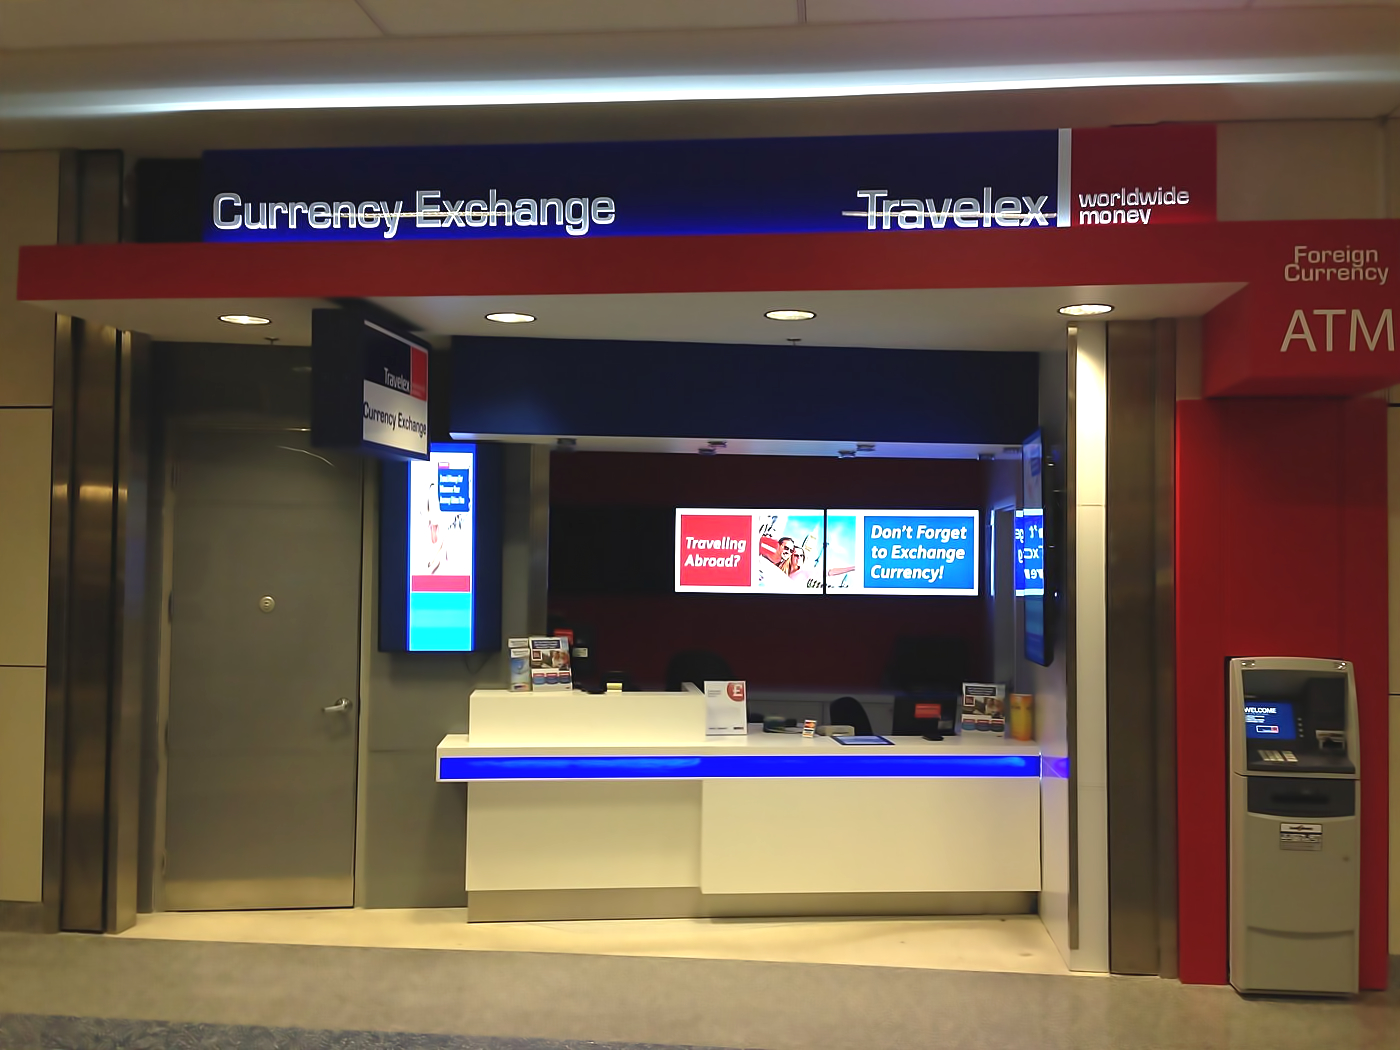 Currency Exchange
Travelex
worldwide
money
Foreign
Currency
ATM
Travelex
Currency Exchange
Traveling
Abroad?
Don't Forget
to Exchange
Currency!
£
WELCOME